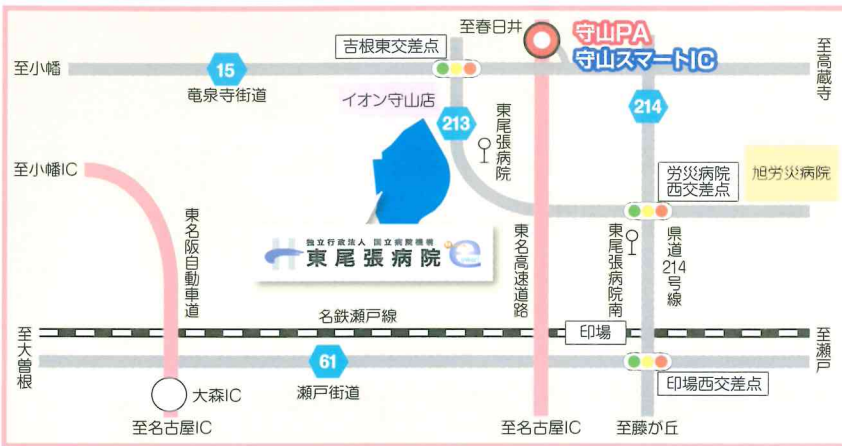 至春日井
吉根東交差点
守山PA
守山スマートIC
至高蔵寺
至小幡
15
竜泉寺街道
イオン守山店
213
214
東尾張病院
至小幡IC
労災病院
西交差点
旭労災病院
東名阪自動車道
独立行政法人 国立病院機構
東尾張病院
東名高速道路
東尾張病院南
県道214号線
名鉄瀬戸線
印場
至大曽根
至瀬戸
61
瀬戸街道
印場西交差点
大森IC
至名古屋IC
至名古屋IC
至藤が丘